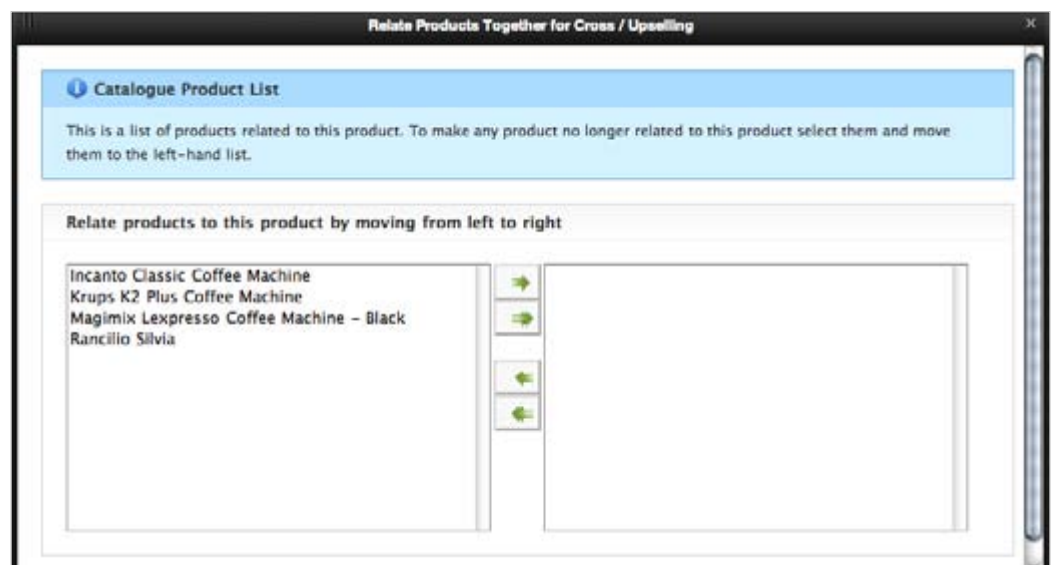 Relate Products Together for Cross / Upselling
Catalogue Product List
This is a list of products related to this product. To make any product no longer related to this product select them and move
them to the left-hand list.
Relate products to this product by moving from left to right
Incanto Classic Coffee Machine
Krups K2 Plus Coffee Machine
Magimix Lexpresso Coffee Machine - Black
Rancilio Silvia